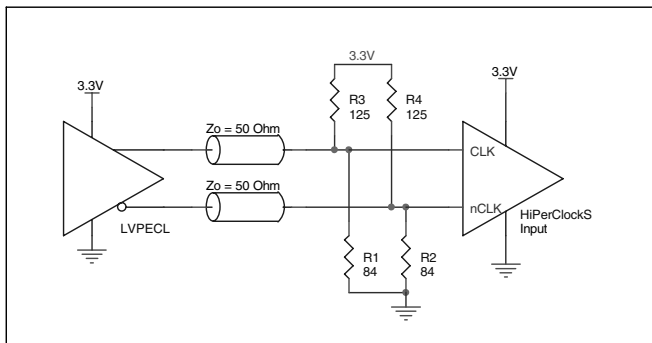 3.3V
3.3V
3.3V
R3
125
R4
125
Zo = 50 Ohm
CLK
Zo = 50 Ohm
nCLK
HiPerClockS
Input
LVPECL
R1
84
R2
84